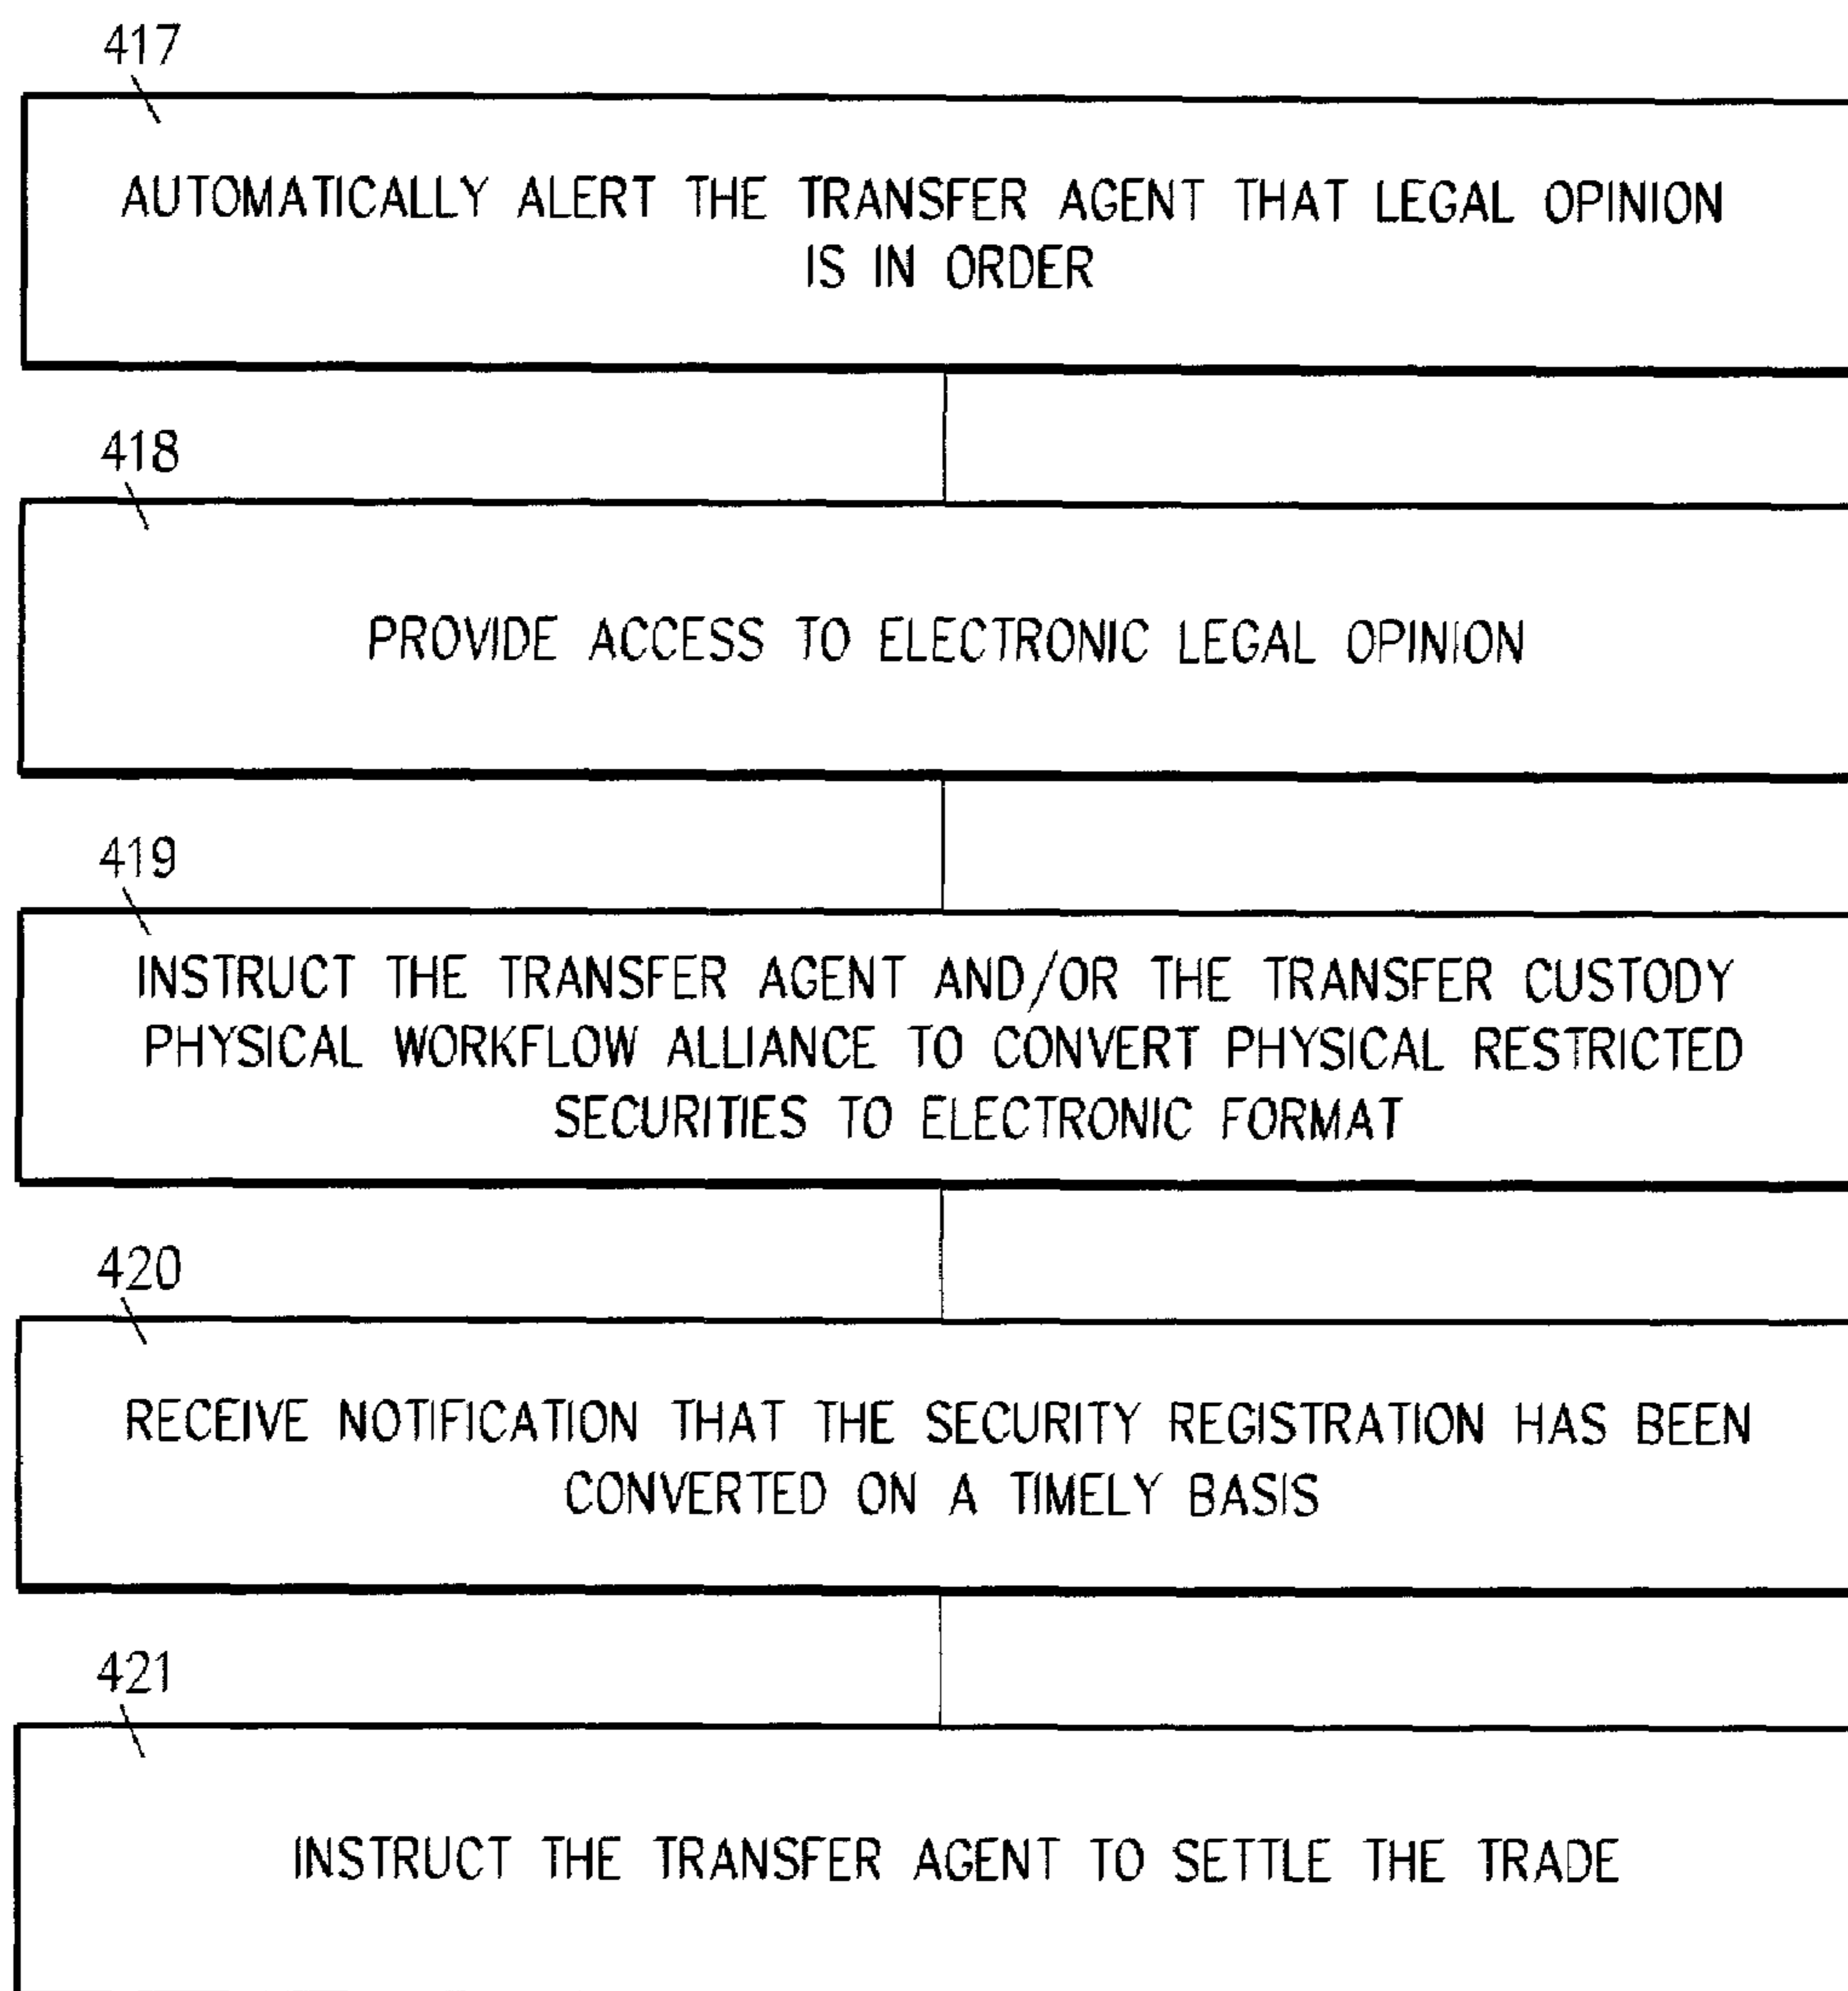 417
AUTOMATICALLY ALERT THE TRANSFER AGENT THAT LEGAL OPINION
IS IN ORDER
418
PROVIDE ACCESS TO ELECTRONIC LEGAL OPINION
419
INSTRUCT THE TRANSFER AGENT AND/OR THE TRANSFER CUSTODY
PHYSICAL WORKFLOW ALLIANCE TO CONVERT PHYSICAL RESTRICTED
SECURITIES TO ELECTRONIC FORMAT
420
RECEIVE NOTIFICATION THAT THE SECURITY REGISTRATION HAS BEEN
CONVERTED ON A TIMELY BASIS
421
INSTRUCT THE TRANSFER AGENT TO SETTLE THE TRADE